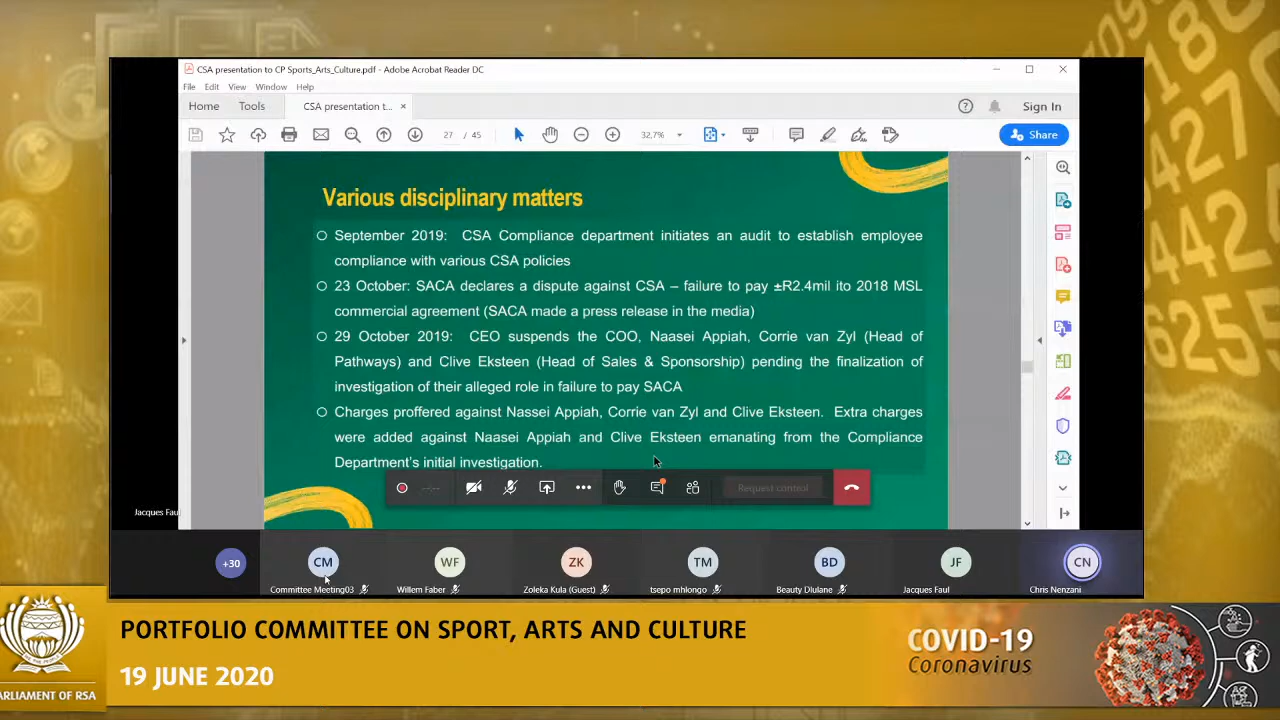 CSA presentation to CP Sports_Arts_Culture.pdf - Adobe Acrobat Reader DC
File Edit View Window Help
Home Tools CSA presentation t... × Sign In
27 / 45 32,7% Share
Various disciplinary matters
September 2019: CSA Compliance department initiates an audit to establish employee
compliance with various CSA policies
23 October: SACA declares a dispute against CSA – failure to pay ±R2.4mil ito 2018 MSL
commercial agreement (SACA made a press release in the media)
29 October 2019: CEO suspends the COO, Naasei Appiah, Corrie van Zyl (Head of
Pathways) and Clive Eksteen (Head of Sales & Sponsorship) pending the finalization of
investigation of their alleged role in failure to pay SACA
Charges proffered against Nassei Appiah, Corrie van Zyl and Clive Eksteen. Extra charges
were added against Naasei Appiah and Clive Eksteen emanating from the Compliance
Department's initial investigation.
--:-- Request control
Jacques Fau
+30 CM WF ZK TM BD JF CN
Committee Meeting03 Willem Faber Zoleka Kula (Guest) tsepo mhlongo Beauty Dlulane Jacques Faul Chris Nenzani
PORTFOLIO COMMITTEE ON SPORT, ARTS AND CULTURE
19 JUNE 2020
COVID-19
Coronavirus
ARLIAMENT OF RSA